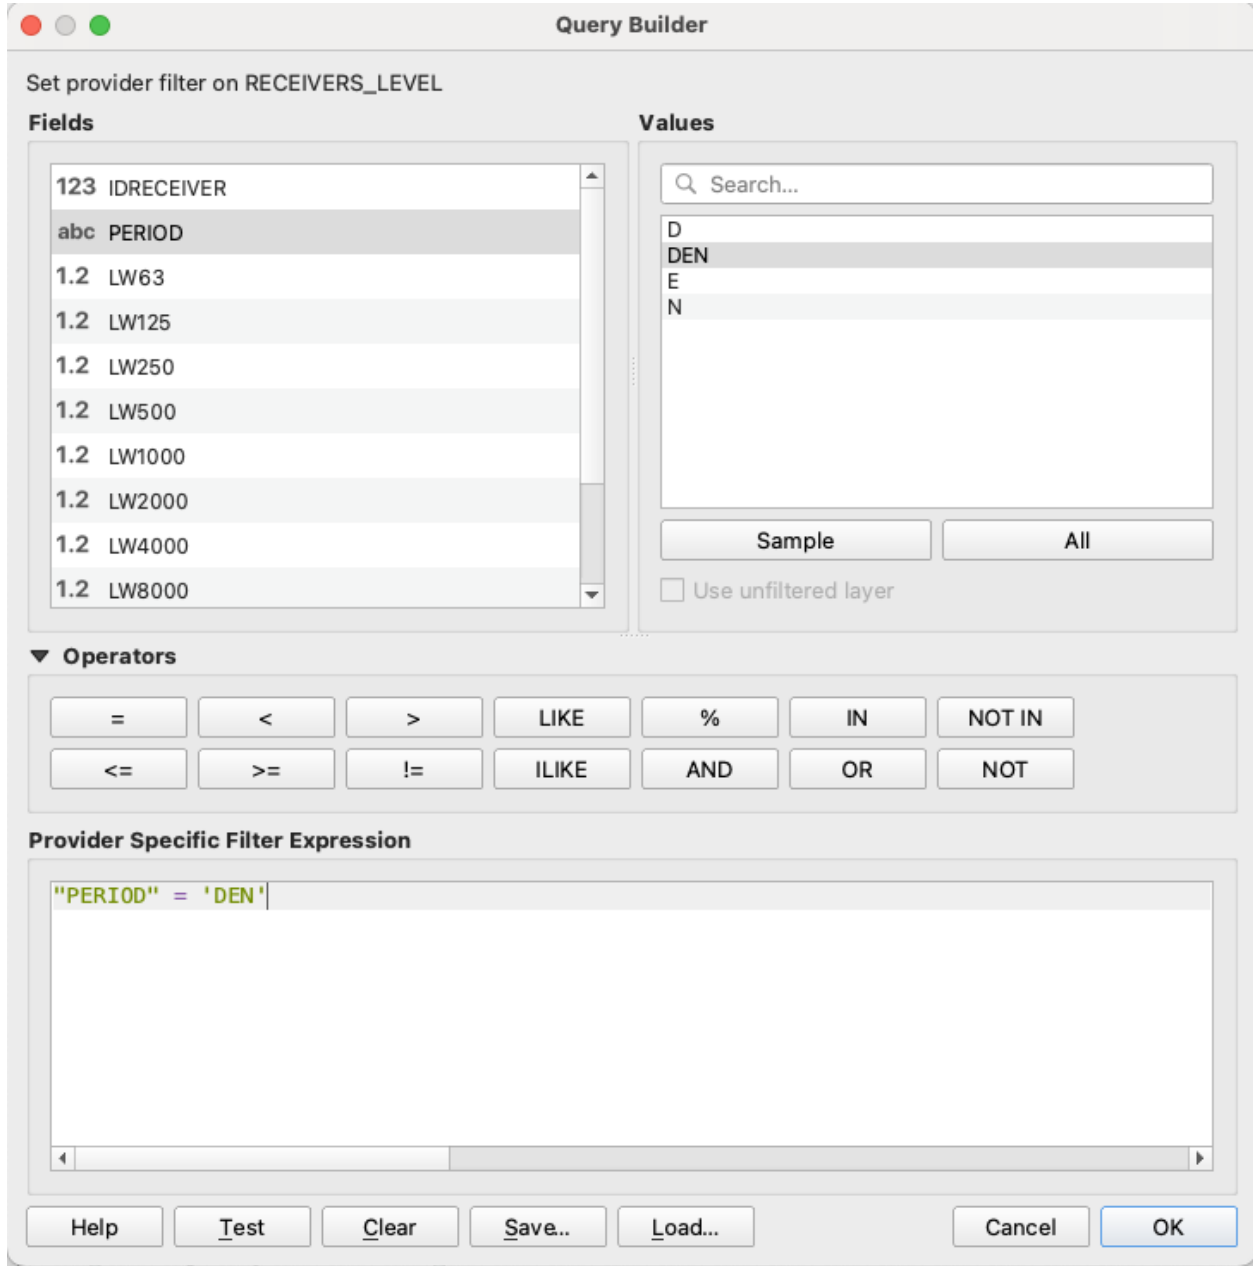 Query Builder
Set provider filter on RECEIVERS_LEVEL
Fields
123 IDRECEIVER
abc PERIOD
1.2 LW63
1.2 LW125
1.2 LW250
1.2 LW500
1.2 LW1000
1.2 LW2000
1.2 LW4000
1.2 LW8000
Values
Search...
D
DEN
E
N
Sample All
Use unfiltered layer
Operators
= < > LIKE % IN NOT IN
<= >= != ILIKE AND OR NOT
Provider Specific Filter Expression
"PERIOD" = 'DEN'
Help Test Clear Save... Load... Cancel OK